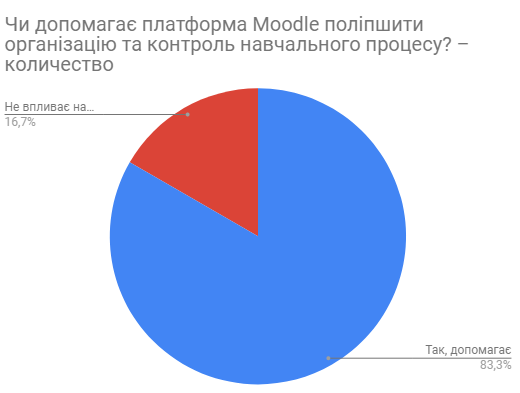 Чи допомагає платформа Moodle поліпшити
організацію та контроль навчального процесу? –
количество
Не впливає на…
16,7%
Так, допомагає
83,3%